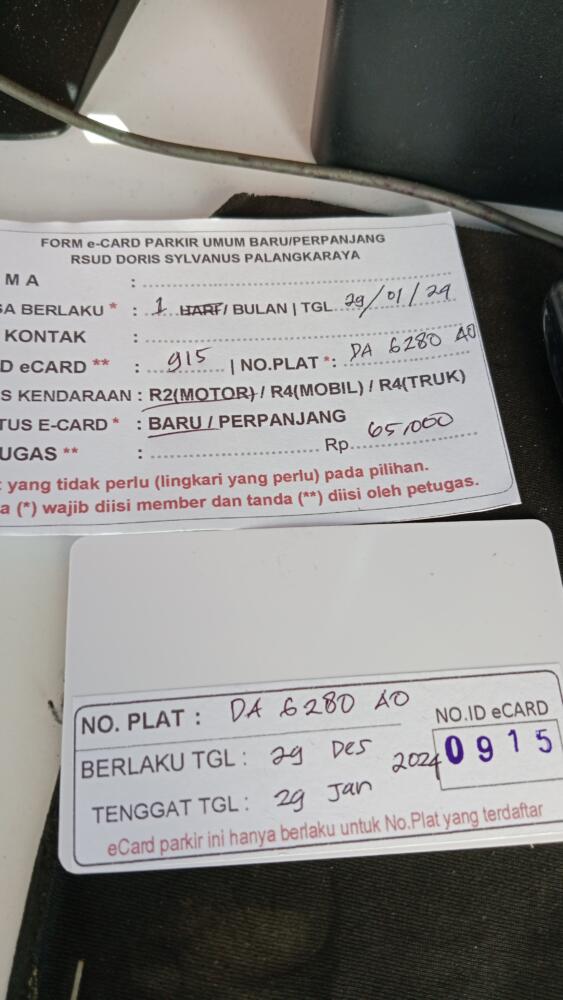 FORM e-CARD PARKIR UMUM BARU/PERPANJANG
RSUD DORIS SYLVANUS PALANGKARAYA
MA :
A BERLAKU * : 1 HARI/ BULAN | TGL 29/01/24
KONTAK :
D eCARD ** : 915 | NO.PLAT *: DA 6280 AO
S KENDARAAN : R2(MOTOR) / R4(MOBIL) / R4(TRUK)
TUS E-CARD * : BARU / PERPANJANG
UGAS ** : Rp. 65,000
yang tidak perlu (lingkari yang perlu) pada pilihan.
a (*) wajib diisi member dan tanda (**) diisi oleh petugas.
NO. PLAT : DA 6280 AO
NO.ID eCARD
BERLAKU TGL : 29 Des
2024 0915
TENGGAT TGL : 29 Jan
eCard parkir ini hanya berlaku untuk No.Plat yang terdaftar